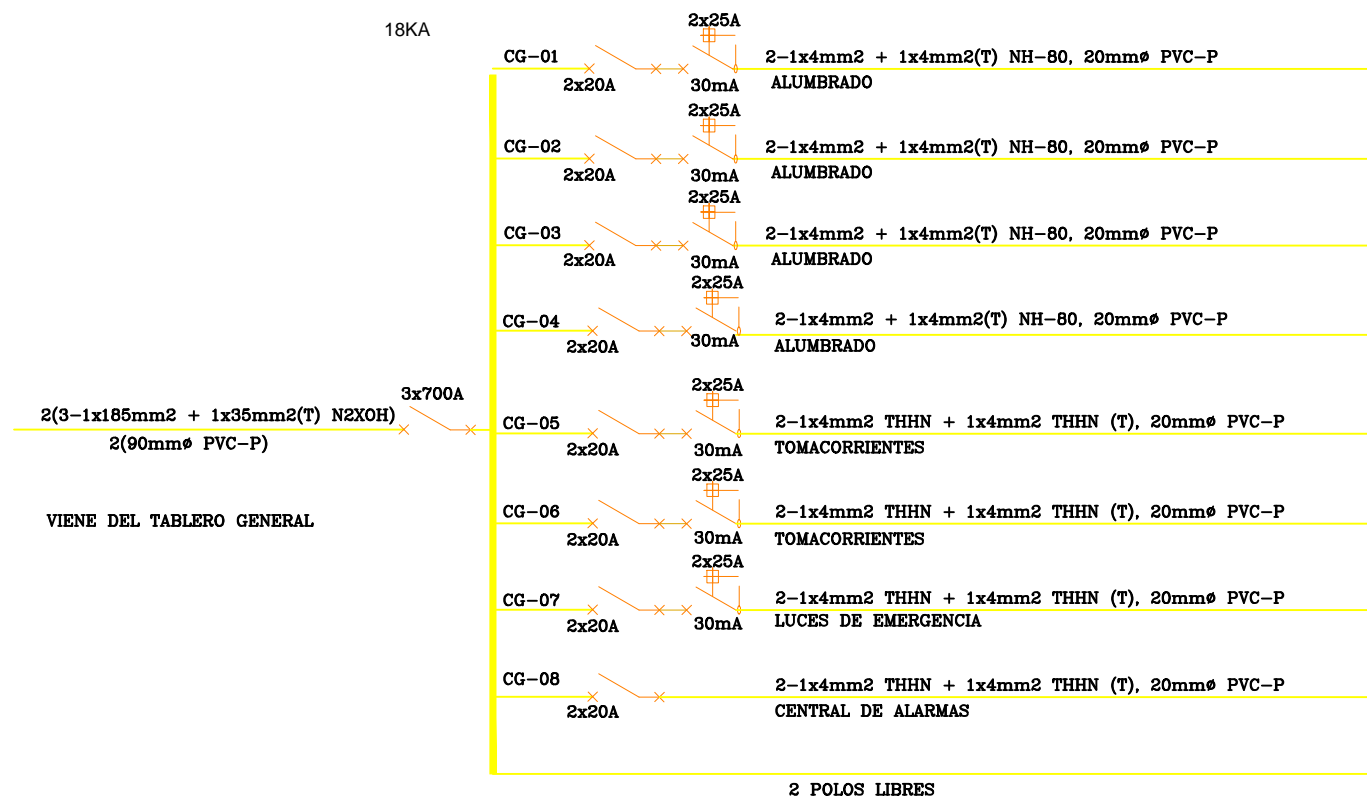 18KA
2x25A
CG-01
2-1x4mm2 + 1x4mm2(T) NH-80, 20mmø PVC-P
2x20A
30mA
ALUMBRADO
2x25A
CG-02
2-1x4mm2 + 1x4mm2(T) NH-80, 20mmø PVC-P
2x20A
30mA
ALUMBRADO
2x25A
CG-03
2-1x4mm2 + 1x4mm2(T) NH-80, 20mmø PVC-P
2x20A
30mA
ALUMBRADO
2x25A
CG-04
2-1x4mm2 + 1x4mm2(T) NH-80, 20mmø PVC-P
2x20A
30mA
ALUMBRADO
3x700A
2(3-1x185mm2 + 1x35mm2(T) N2XOH)
2(90mmø PVC-P)
VIENE DEL TABLERO GENERAL
2x25A
CG-05
2-1x4mm2 THHN + 1x4mm2 THHN (T), 20mmø PVC-P
2x20A
30mA
TOMACORRIENTES
2x25A
CG-06
2-1x4mm2 THHN + 1x4mm2 THHN (T), 20mmø PVC-P
2x20A
30mA
TOMACORRIENTES
2x25A
CG-07
2-1x4mm2 THHN + 1x4mm2 THHN (T), 20mmø PVC-P
2x20A
30mA
LUCES DE EMERGENCIA
CG-08
2-1x4mm2 THHN + 1x4mm2 THHN (T), 20mmø PVC-P
2x20A
CENTRAL DE ALARMAS
2 POLOS LIBRES